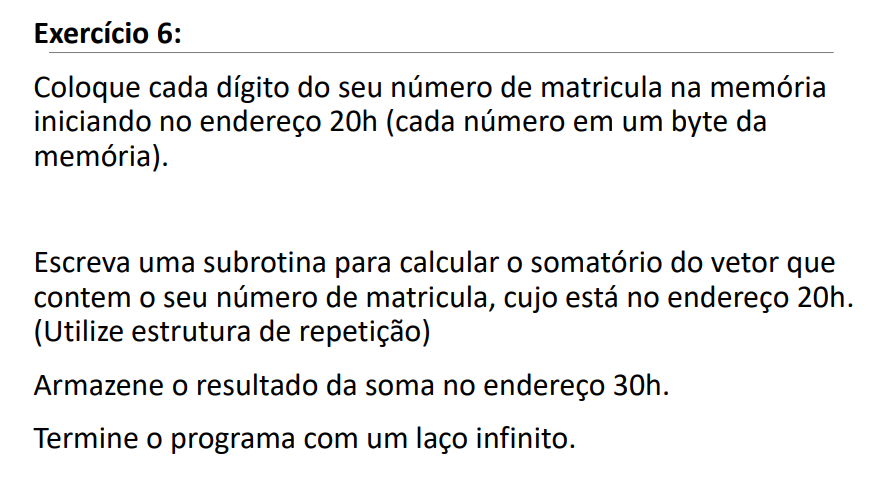 Exercício 6:
Coloque cada dígito do seu número de matricula na memória
iniciando no endereço 20h (cada número em um byte da
memória).
Escreva uma subrotina para calcular o somatório do vetor que
contem o seu número de matricula, cujo está no endereço 20h.
(Utilize estrutura de repetição)
Armazene o resultado da soma no endereço 30h.
Termine o programa com um laço infinito.